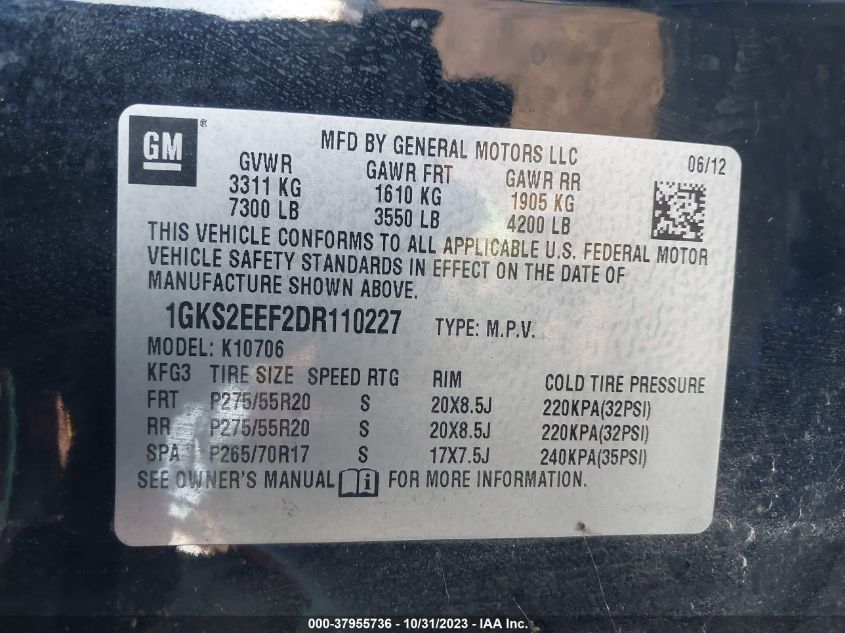 GM ® MFD BY GENERAL MOTORS LLC 06/12
GVWR GAWR FRT GAWR RR
3311 KG 1610 KG 1905 KG
7300 LB 3550 LB 4200 LB
THIS VEHICLE CONFORMS TO ALL APPLICABLE U.S. FEDERAL MOTOR
VEHICLE SAFETY STANDARDS IN EFFECT ON THE DATE OF
MANUFACTURE SHOWN ABOVE.
1GKS2EEF2DR110227 TYPE: M.P.V.
MODEL: K10706
KFG3 TIRE SIZE SPEED RTG RIM COLD TIRE PRESSURE
FRT P275/55R20 S 20X8.5J 220KPA(32PSI)
RR P275/55R20 S 20X8.5J 220KPA(32PSI)
SPA P265/70R17 S 17X7.5J 240KPA(35PSI)
SEE OWNER'S MANUAL i FOR MORE INFORMATION.
000-37955736 - 10/31/2023 - © IAA, Inc.